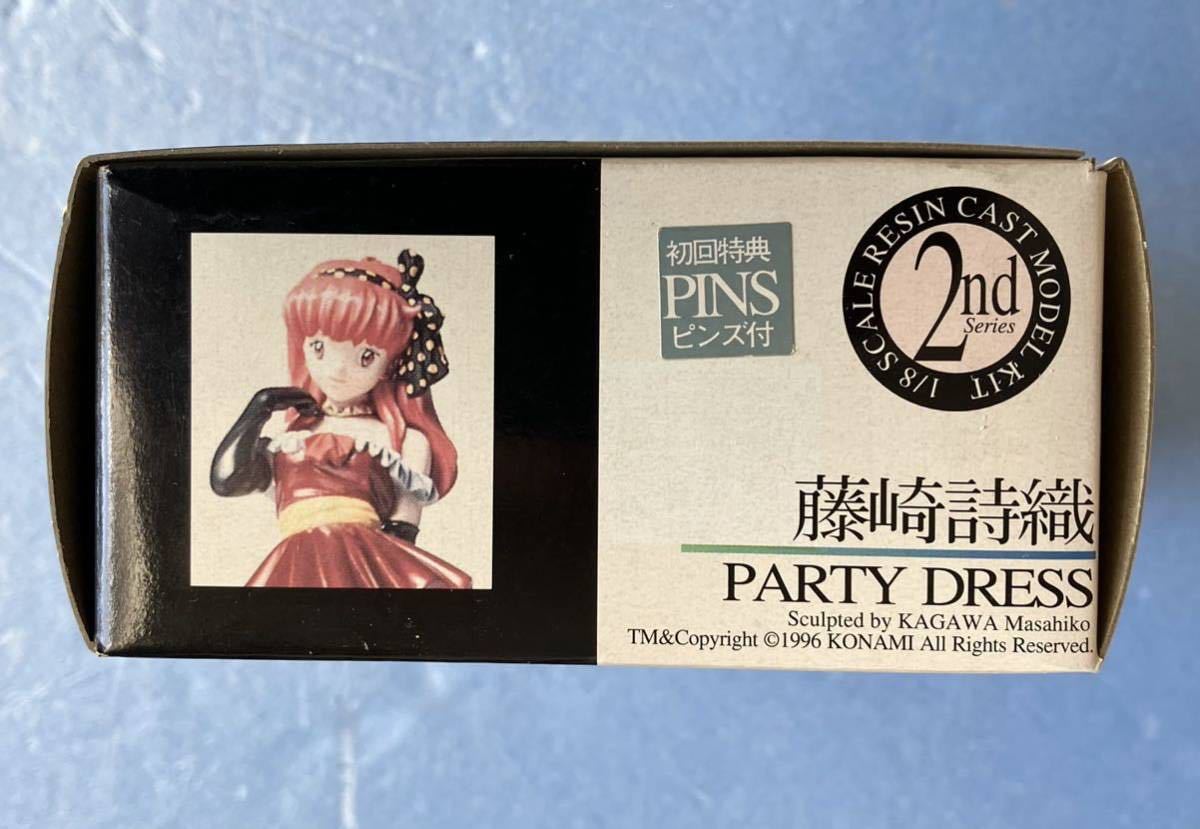 初回特典
PINS
ピンズ付
1/8 SCALE RESIN CAST MODEL KIT
2nd
Series
藤崎詩織
PARTY DRESS
Sculpted by KAGAWA Masahiko
TM&Copyright ©1996 KONAMI All Rights Reserved.